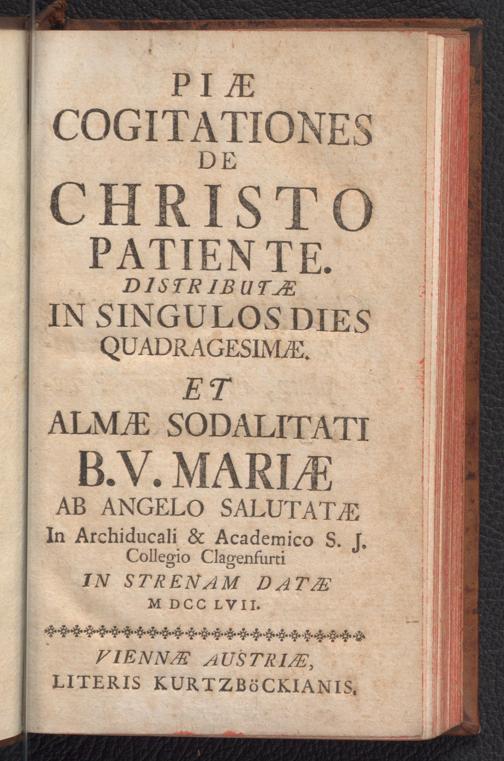 PIÆ
COGITATIONES
DE
CHRISTO
PATIENTE.
DISTRIBUTÆ
IN SINGULOS DIES
QUADRAGESIMÆ.
ET
ALMÆ SODALITATI
B.V. MARIÆ
AB ANGELO SALUTATÆ
In Archiducali & Academico S. J.
Collegio Clagenfurti
IN STRENAM DATÆ
M DCC LVII.
VIENNÆ AUSTRIÆ,
LITERIS KURTZBöCKIANIS.